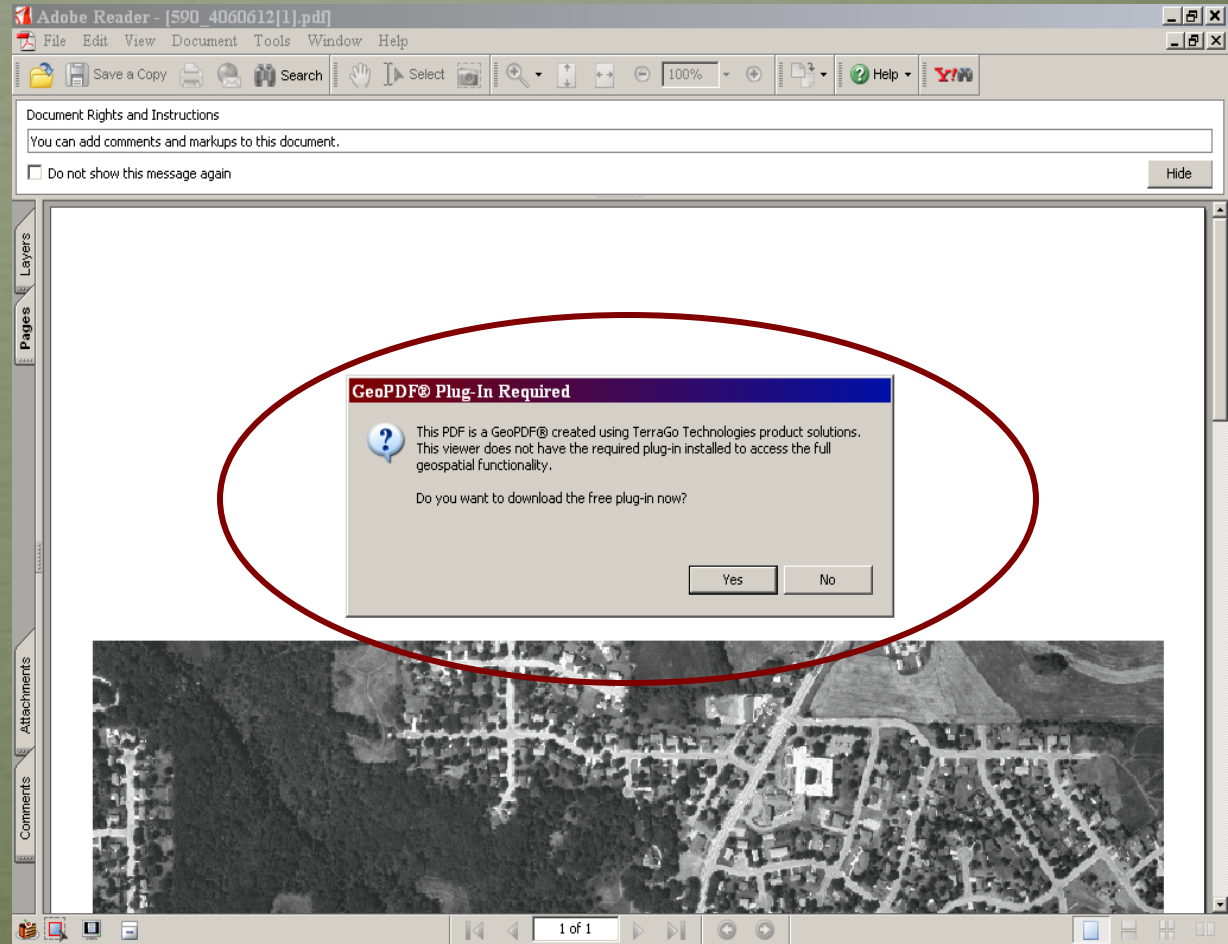 Adobe Reader - [590_4060612[1].pdf]
File Edit View Document Tools Window Help
Save a Copy Search Select 100% Help Y!
Document Rights and Instructions
You can add comments and markups to this document.
Do not show this message again
Hide
Layers
Pages
GeoPDF® Plug-In Required
This PDF is a GeoPDF® created using TerraGo Technologies product solutions.
This viewer does not have the required plug-in installed to access the full
geospatial functionality.
Do you want to download the free plug-in now?
Yes No
Attachments
Comments
1 of 1